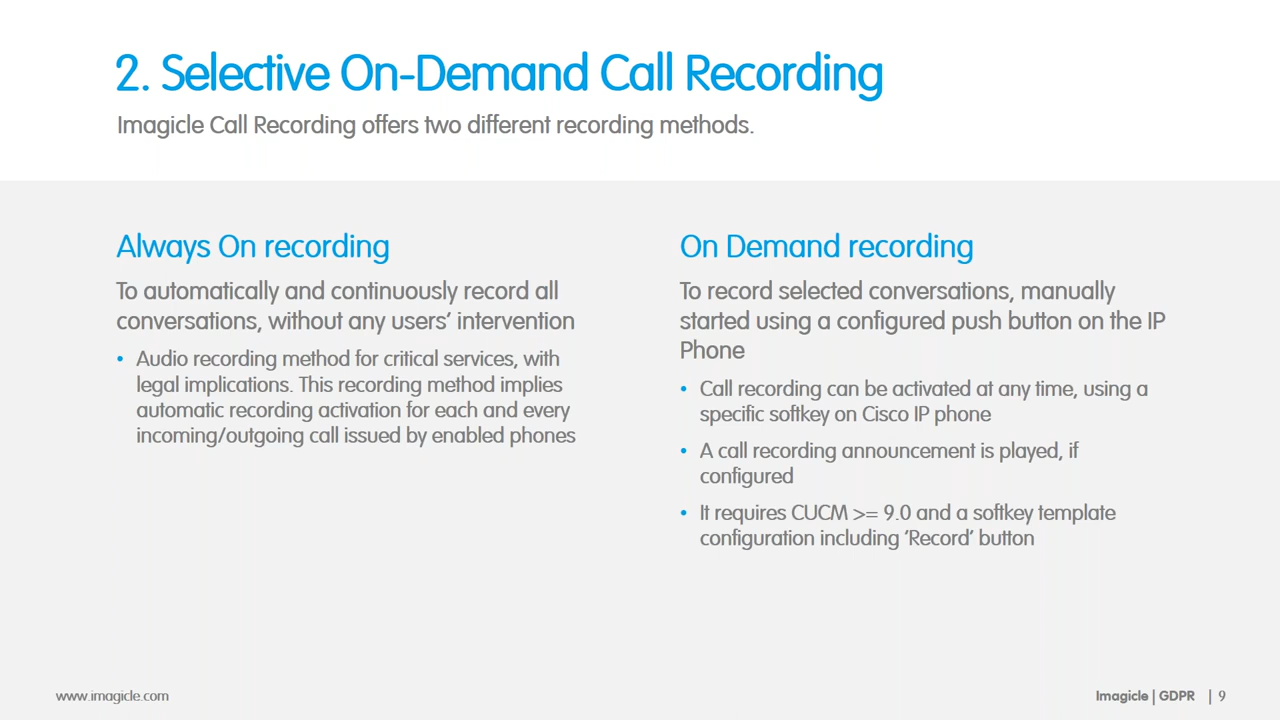 2. Selective On-Demand Call Recording
Imagicle Call Recording offers two different recording methods.
Always On recording
To automatically and continuously record all
conversations, without any users’ intervention
• Audio recording method for critical services, with
legal implications. This recording method implies
automatic recording activation for each and every
incoming/outgoing call issued by enabled phones
On Demand recording
To record selected conversations, manually
started using a configured push button on the IP
Phone
• Call recording can be activated at any time, using a
specific softkey on Cisco IP phone
• A call recording announcement is played, if
configured
• It requires CUCM >= 9.0 and a softkey template
configuration including ‘Record’ button
www.imagicle.com
Imagicle | GDPR | 9